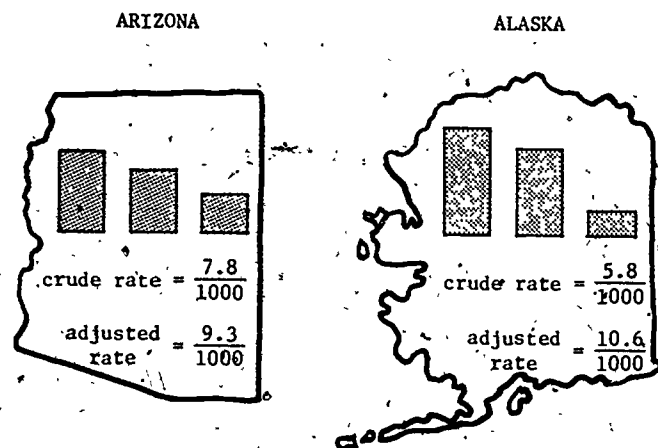 ARIZONA
crude rate = 7.8/1000
adjusted rate = 9.3/1000
ALASKA
crude rate = 5.8/1000
adjusted rate = 10.6/1000